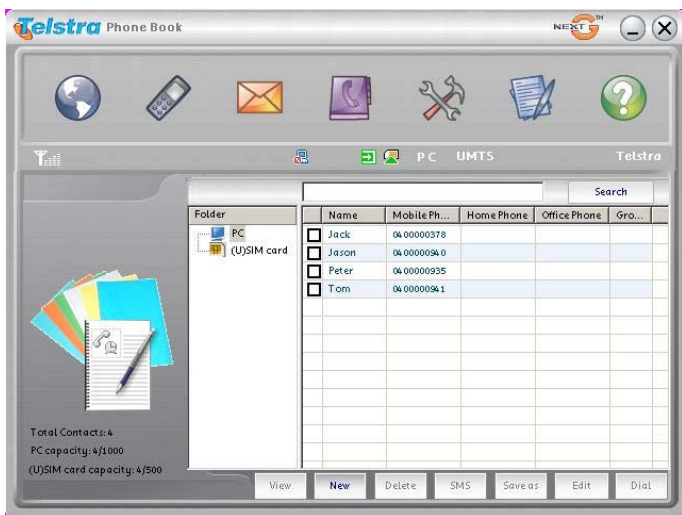 Telstra Phone Book NEXT G TM
PC UMTS Telstra
Search
Folder
PC
(U)SIM card
Name Mobile Ph... Home Phone Office Phone Gro...
Jack 0400000378
Jason 0400000940
Peter 0400000935
Tom 0400000941
Total Contacts:4
PC capacity:4/1000
(U)SIM card capacity:4/500
View New Delete SMS Save as Edit Dial